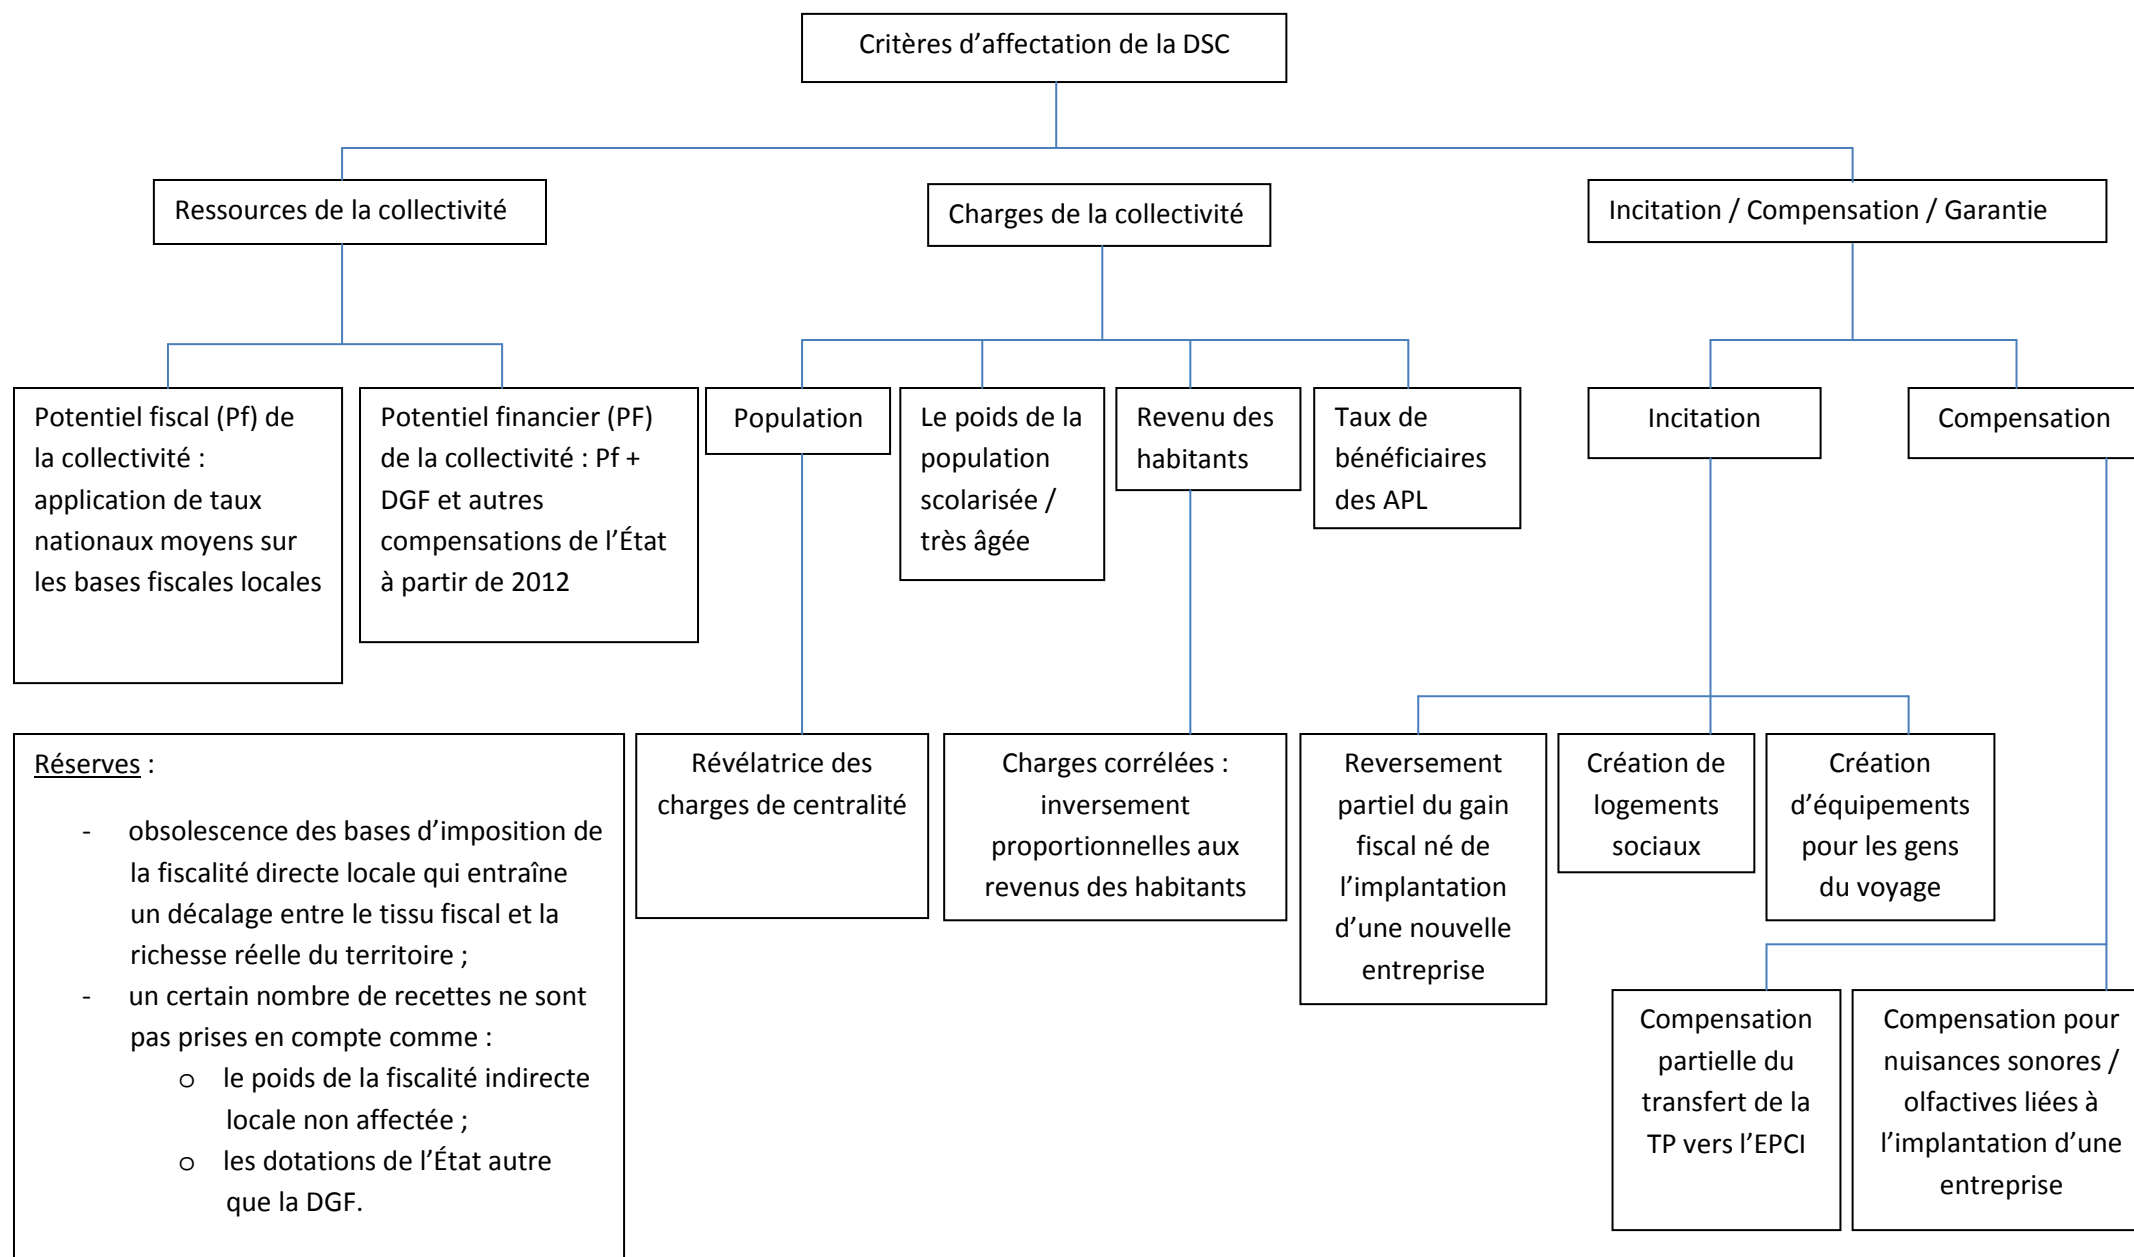 Critères d’affectation de la DSC
Ressources de la collectivité
Charges de la collectivité
Incitation / Compensation / Garantie
Potentiel fiscal (Pf) de
la collectivité :
application de taux
nationaux moyens sur
les bases fiscales locales
Potentiel financier (PF)
de la collectivité : Pf +
DGF et autres
compensations de l’État
à partir de 2012
Population
Le poids de la
population
scolarisée /
très âgée
Revenu des
habitants
Taux de
bénéficiaires
des APL
Incitation
Compensation
Réserves :
- obsolescence des bases d’imposition de
la fiscalité directe locale qui entraîne
un décalage entre le tissu fiscal et la
richesse réelle du territoire ;
- un certain nombre de recettes ne sont
pas prises en compte comme :
o le poids de la fiscalité indirecte
locale non affectée ;
o les dotations de l’État autre
que la DGF.
Révélatrice des
charges de centralité
Charges corrélées :
inversement
proportionnelles aux
revenus des habitants
Reversement
partiel du gain
fiscal né de
l’implantation
d’une nouvelle
entreprise
Création de
logements
sociaux
Création
d’équipements
pour les gens
du voyage
Compensation
partielle du
transfert de la
TP vers l’EPCI
Compensation pour
nuisances sonores /
olfactives liées à
l’implantation d’une
entreprise